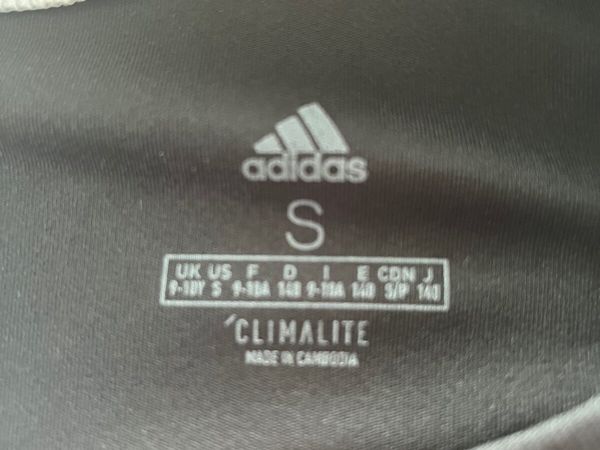 adidas
S
UK US F D I E CDN J
9-10Y S 9-10A 140 9-10A 140 S/P 140
CLIMALITE
MADE IN CAMBODIA